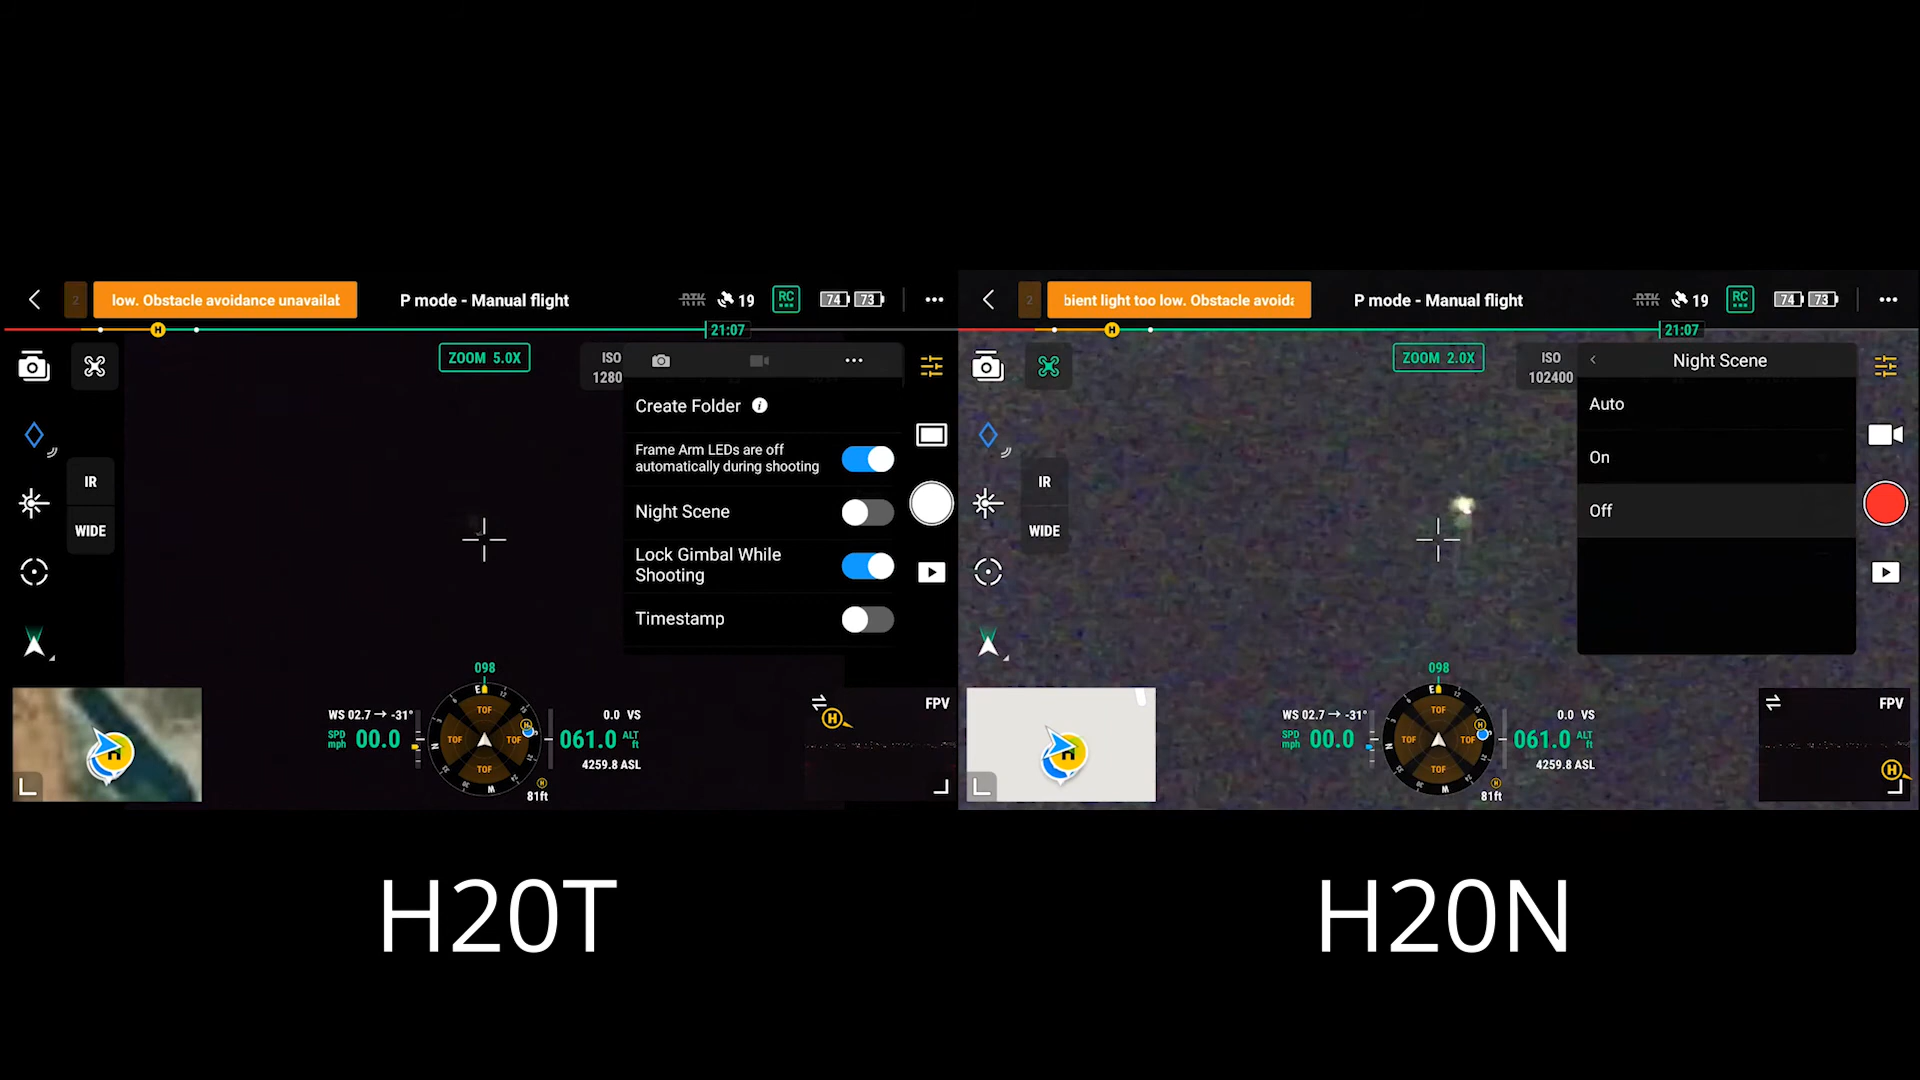 2
low. Obstacle avoidance unavailat
P mode - Manual flight
RTK
19
RC
74
73
21:07
H
ZOOM 5.0X
ISO
1280
Create Folder
Frame Arm LEDs are off
automatically during shooting
Night Scene
Lock Gimbal While
Shooting
Timestamp
IR
WIDE
098
WS 02.7 → -31°
SPD
mph
00.0
E
TOF
TOF
TOF
TOF
N
W
0.0 VS
061.0
ALT
ft
4259.8 ASL
H
81ft
FPV
H
H
H20T
2
bient light too low. Obstacle avoida
P mode - Manual flight
RTK
19
RC
74
73
21:07
H
ZOOM 2.0X
ISO
102400
Night Scene
Auto
On
Off
IR
WIDE
098
WS 02.7 → -31°
SPD
mph
00.0
E
TOF
TOF
TOF
TOF
N
W
0.0 VS
061.0
ALT
ft
4259.8 ASL
H
81ft
FPV
H
H
H20N